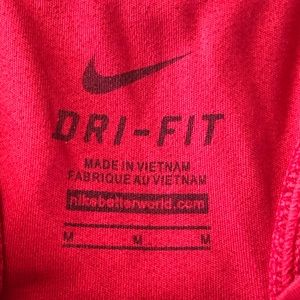 DRI-FIT
MADE IN VIETNAM
FABRIQUE AU VIETNAM
nikebetterworld.com
M M M